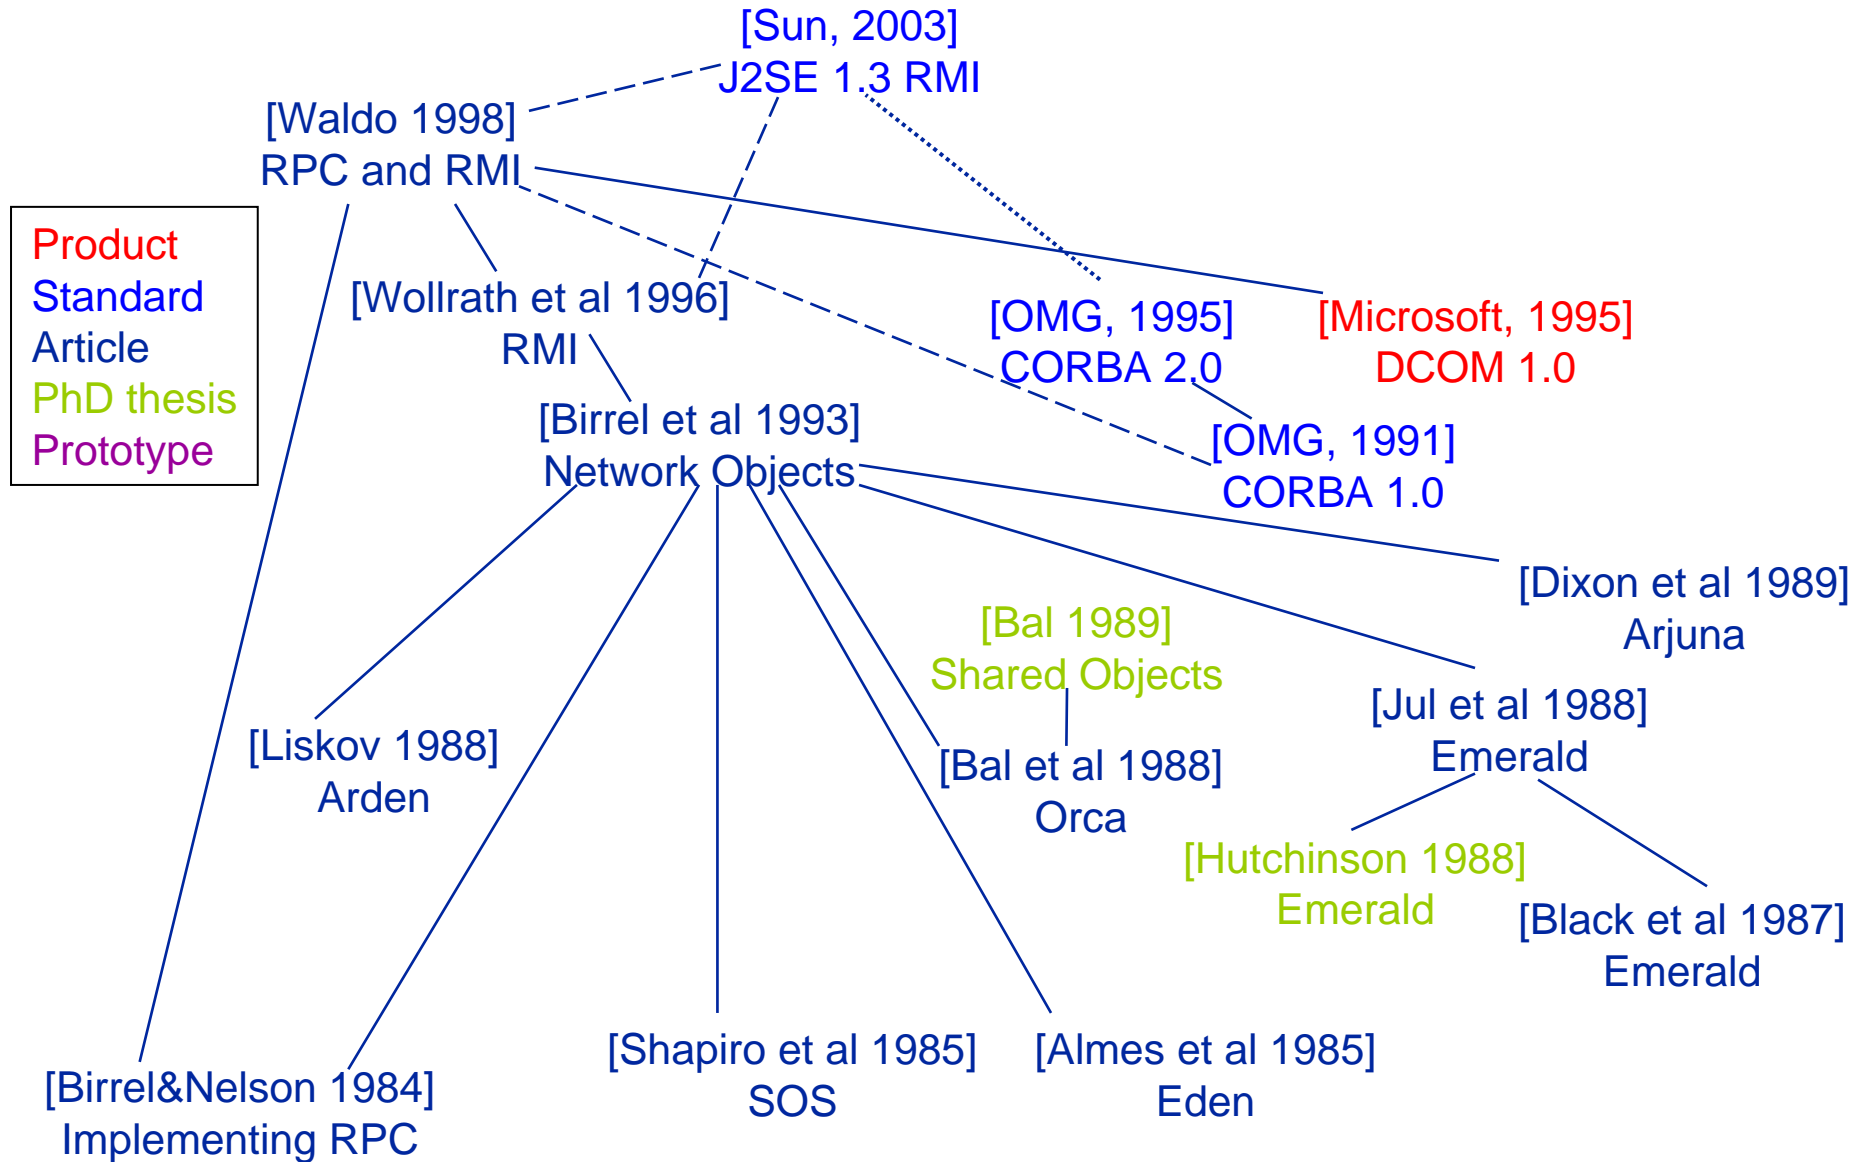 [Sun, 2003]
J2SE 1.3 RMI
[Waldo 1998]
RPC and RMI
Product
Standard
Article
PhD thesis
Prototype
[Wollrath et al 1996]
RMI
[OMG, 1995]
CORBA 2.0
[Microsoft, 1995]
DCOM 1.0
[Birrel et al 1993]
Network Objects
[OMG, 1991]
CORBA 1.0
[Dixon et al 1989]
Arjuna
[Bal 1989]
Shared Objects
[Jul et al 1988]
Emerald
[Liskov 1988]
Arden
[Bal et al 1988]
Orca
[Hutchinson 1988]
Emerald
[Black et al 1987]
Emerald
[Shapiro et al 1985]
SOS
[Almes et al 1985]
Eden
[Birrel&Nelson 1984]
Implementing RPC